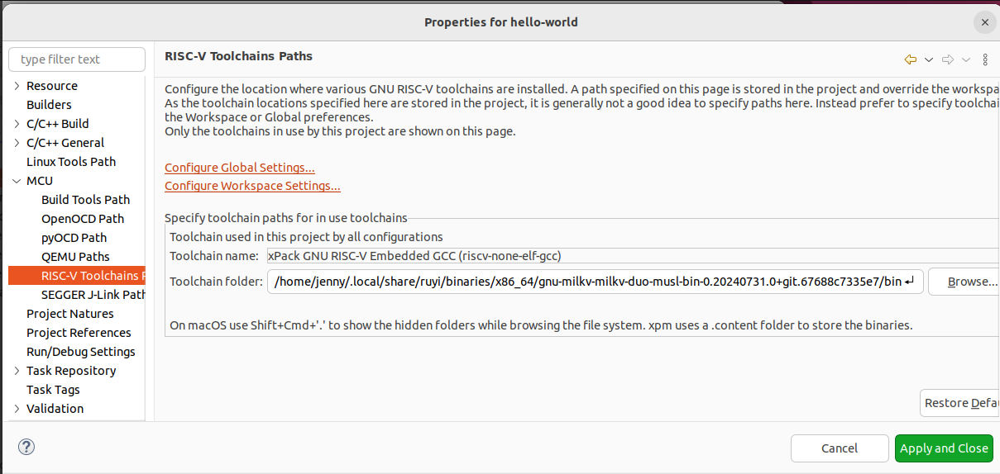 Properties for hello-world
type filter text
Resource
Builders
C/C++ Build
C/C++ General
Linux Tools Path
MCU
Build Tools Path
OpenOCD Path
pyOCD Path
QEMU Paths
RISC-V Toolchains
SEGGER J-Link Path
Project Natures
Project References
Run/Debug Settings
Task Repository
Task Tags
Validation
RISC-V Toolchains Paths
Configure the location where various GNU RISC-V toolchains are installed. A path specified on this page is stored in the project and override the
As the toolchain locations specified here are stored in the project, it is generally not a good idea to specify paths here. Instead prefer to specify
the Workspace or Global preferences.
Only the toolchains in use by this project are shown on this page.
Configure Global Settings...
Configure Workspace Settings...
Specify toolchain paths for in use toolchains
Toolchain used in this project by all configurations
Toolchain name: xPack GNU RISC-V Embedded GCC (riscv-none-elf-gcc)
Toolchain folder: /home/jenny/.local/share/ruyi/binaries/x86_64/gnu-milkv-milkv-duo-musl-bin-0.20240731.0+git.67688c7335e7/bin Browse...
On macOS use Shift+Cmd+'.' to show the hidden folders while browsing the file system. xpm uses a .content folder to store the binaries.
Restore
Cancel Apply and Close